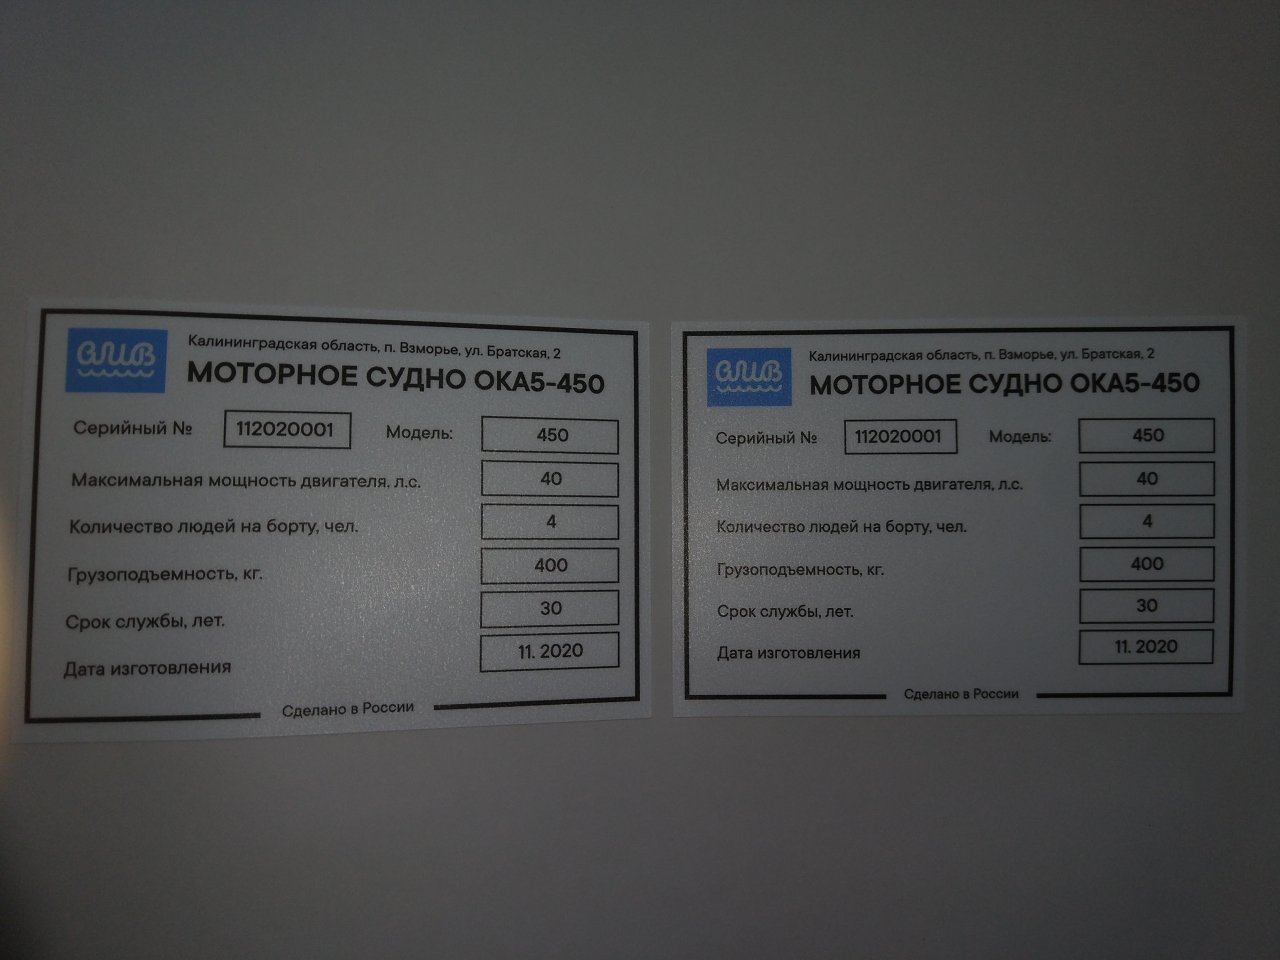 влив
Калининградская область, п. Взморье, ул. Братская, 2
МОТОРНОЕ СУДНО ОКА5-450
Серийный № 112020001 Модель: 450
Максимальная мощность двигателя, л.с. 40
Количество людей на борту, чел. 4
Грузоподъемность, кг. 400
Срок службы, лет. 30
Дата изготовления 11. 2020
Сделано в России
влив
Калининградская область, п. Взморье, ул. Братская, 2
МОТОРНОЕ СУДНО ОКА5-450
Серийный № 112020001 Модель: 450
Максимальная мощность двигателя, л.с. 40
Количество людей на борту, чел. 4
Грузоподъемность, кг. 400
Срок службы, лет. 30
Дата изготовления 11. 2020
Сделано в России